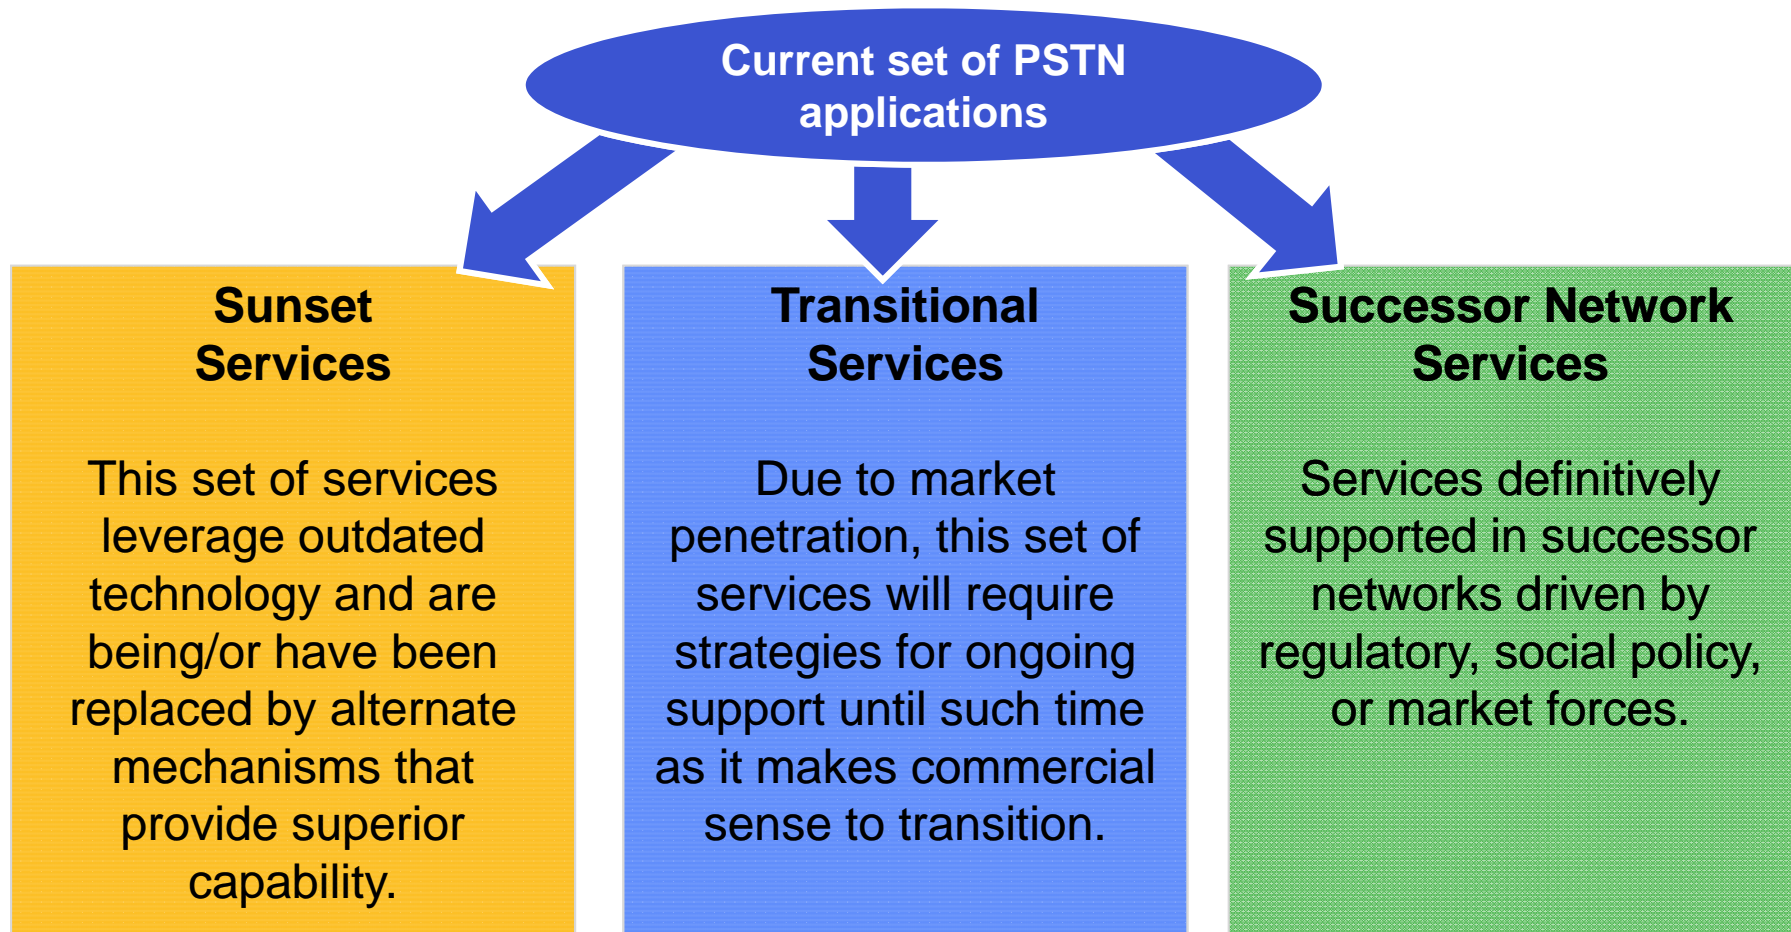 Current set of PSTN
applications
Sunset
Services
This set of services
leverage outdated
technology and are
being/or have been
replaced by alternate
mechanisms that
provide superior
capability.
Transitional
Services
Due to market
penetration, this set of
services will require
strategies for ongoing
support until such time
as it makes commercial
sense to transition.
Successor Network
Services
Services definitively
supported in successor
networks driven by
regulatory, social policy,
or market forces.